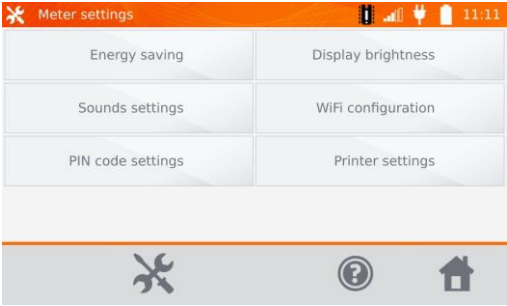 Meter settings 11:11
Energy saving Display brightness
Sounds settings WiFi configuration
PIN code settings Printer settings